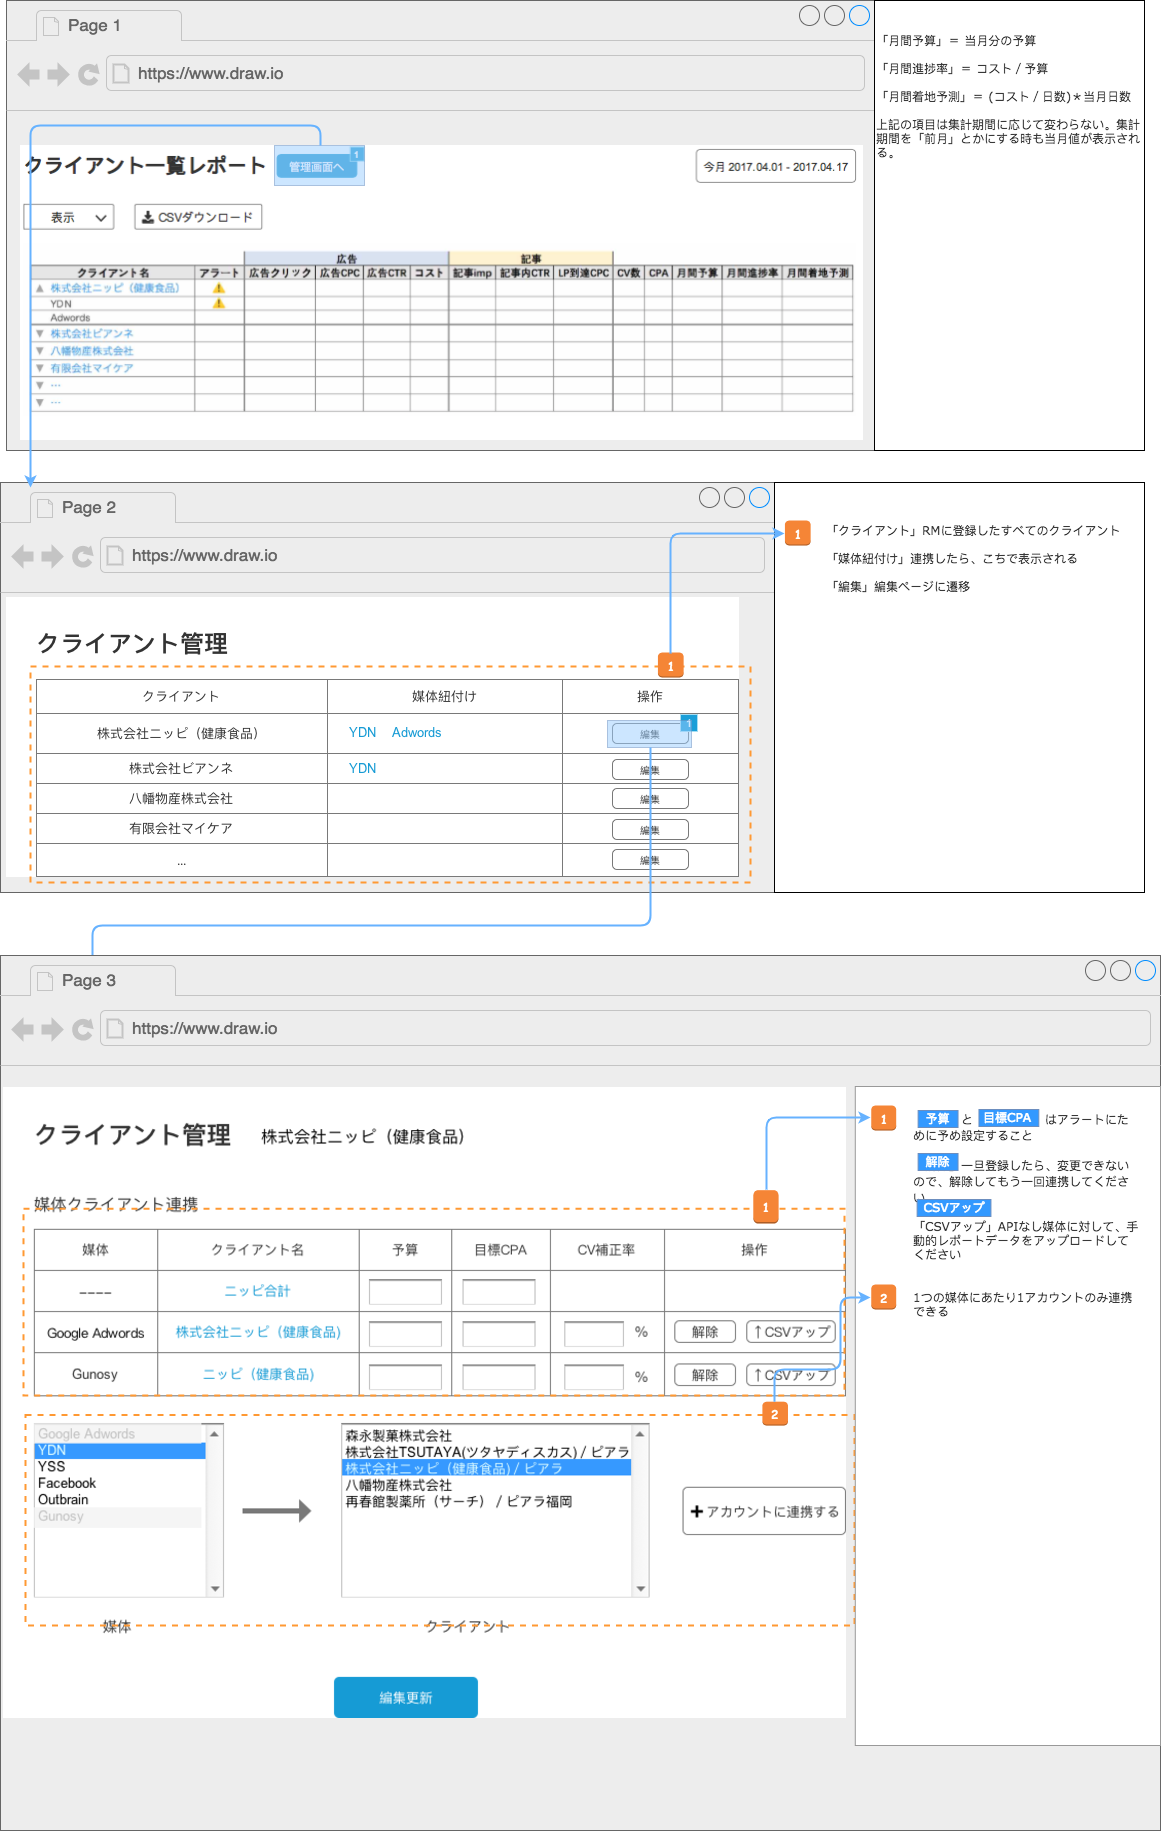 Page 1
https://www.draw.io
「月間予算」＝ 当月分の予算
「月間進捗率」＝ コスト / 予算
「月間着地予測」＝ (コスト / 日数)＊当月日数
上記の項目は集計期間に応じて変わらない。集計
期間を「前月」とかにする時も当月値が表示され
る。
クライアント一覧レポート
管理画面へ
1
今月 2017.04.01 - 2017.04.17
表示
CSVダウンロード
広告 記事
クライアント名 アラート 広告クリック 広告CPC 広告CTR コスト 記事imp 記事内CTR LP到達CPC CV数 CPA 月間予算 月間進捗率 月間着地予測
▲ 株式会社ニッピ（健康食品）
YDN
Adwords
▼ 株式会社ビアンネ
▼ 八幡物産株式会社
▼ 有限会社マイケア
▼ …
▼ …
Page 2
https://www.draw.io
1
「クライアント」RMに登録したすべてのクライアント
「媒体紐付け」連携したら、こちで表示される
「編集」編集ページに遷移
クライアント管理
1
クライアント 媒体紐付け 操作
株式会社ニッピ（健康食品） YDN Adwords 編集 1
株式会社ビアンネ YDN 編集
八幡物産株式会社 編集
有限会社マイケア 編集
... 編集
Page 3
https://www.draw.io
クライアント管理 株式会社ニッピ（健康食品）
1
予算 と 目標CPA はアラートにた
めに予め設定すること
解除 一旦登録したら、変更できない
ので、解除してもう一回連携してくださ
い
CSVアップ
「CSVアップ」APIなし媒体に対して、手
動的レポートデータをアップロードして
ください
2
1つの媒体にあたり1アカウントのみ連携
できる
媒体クライアント連携
1
媒体 クライアント名 予算 目標CPA CV補正率 操作
---- ニッピ合計
Google Adwords 株式会社ニッピ（健康食品） % 解除 ↑CSVアップ
Gunosy ニッピ（健康食品） % 解除 ↑CSVアップ
2
Google Adwords
YDN
YSS
Facebook
Outbrain
Gunosy
森永製菓株式会社
株式会社TSUTAYA(ツタヤディスカス) / ビアラ
株式会社ニッピ（健康食品) / ビアラ
八幡物産株式会社
再春館製薬所（サーチ） / ビアラ福岡
+ アカウントに連携する
媒体
クライアント
編集更新